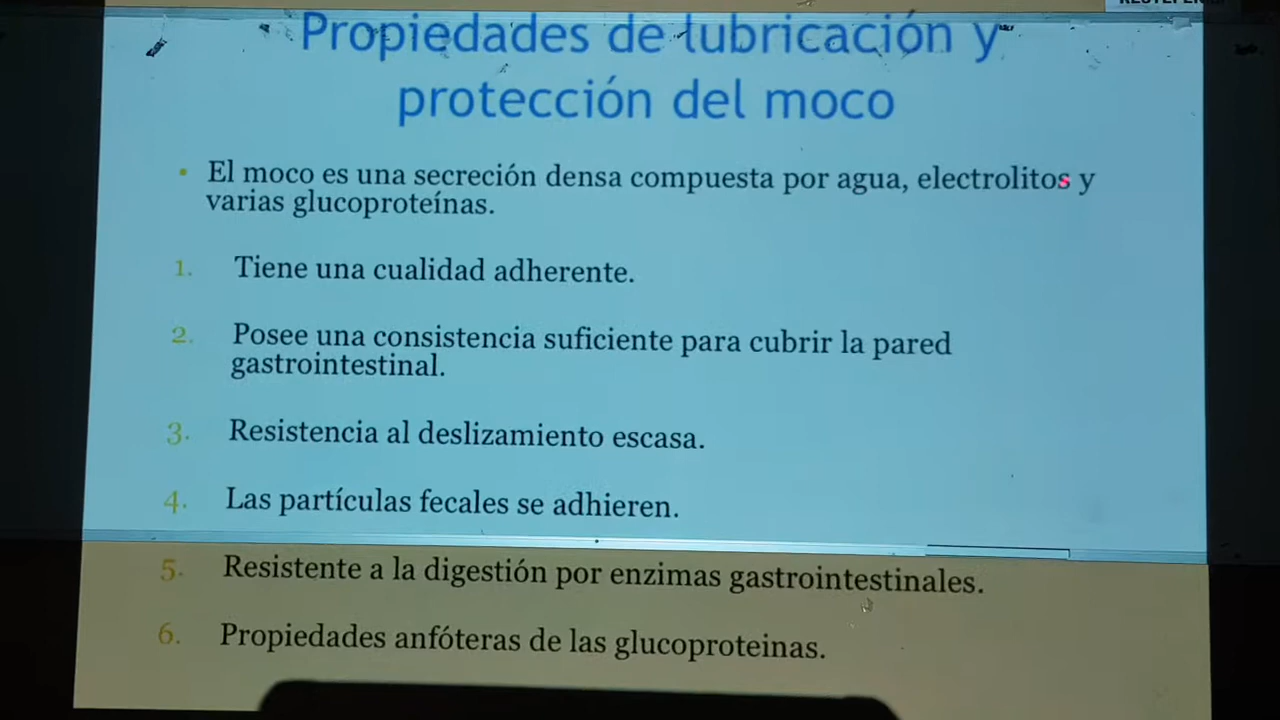 Propiedades de lubricación y
protección del moco
• El moco es una secreción densa compuesta por agua, electrolitos y
varias glucoproteínas.
1. Tiene una cualidad adherente.
2. Posee una consistencia suficiente para cubrir la pared
gastrointestinal.
3. Resistencia al deslizamiento escasa.
4. Las partículas fecales se adhieren.
5. Resistente a la digestión por enzimas gastrointestinales.
6. Propiedades anfóteras de las glucoproteinas.